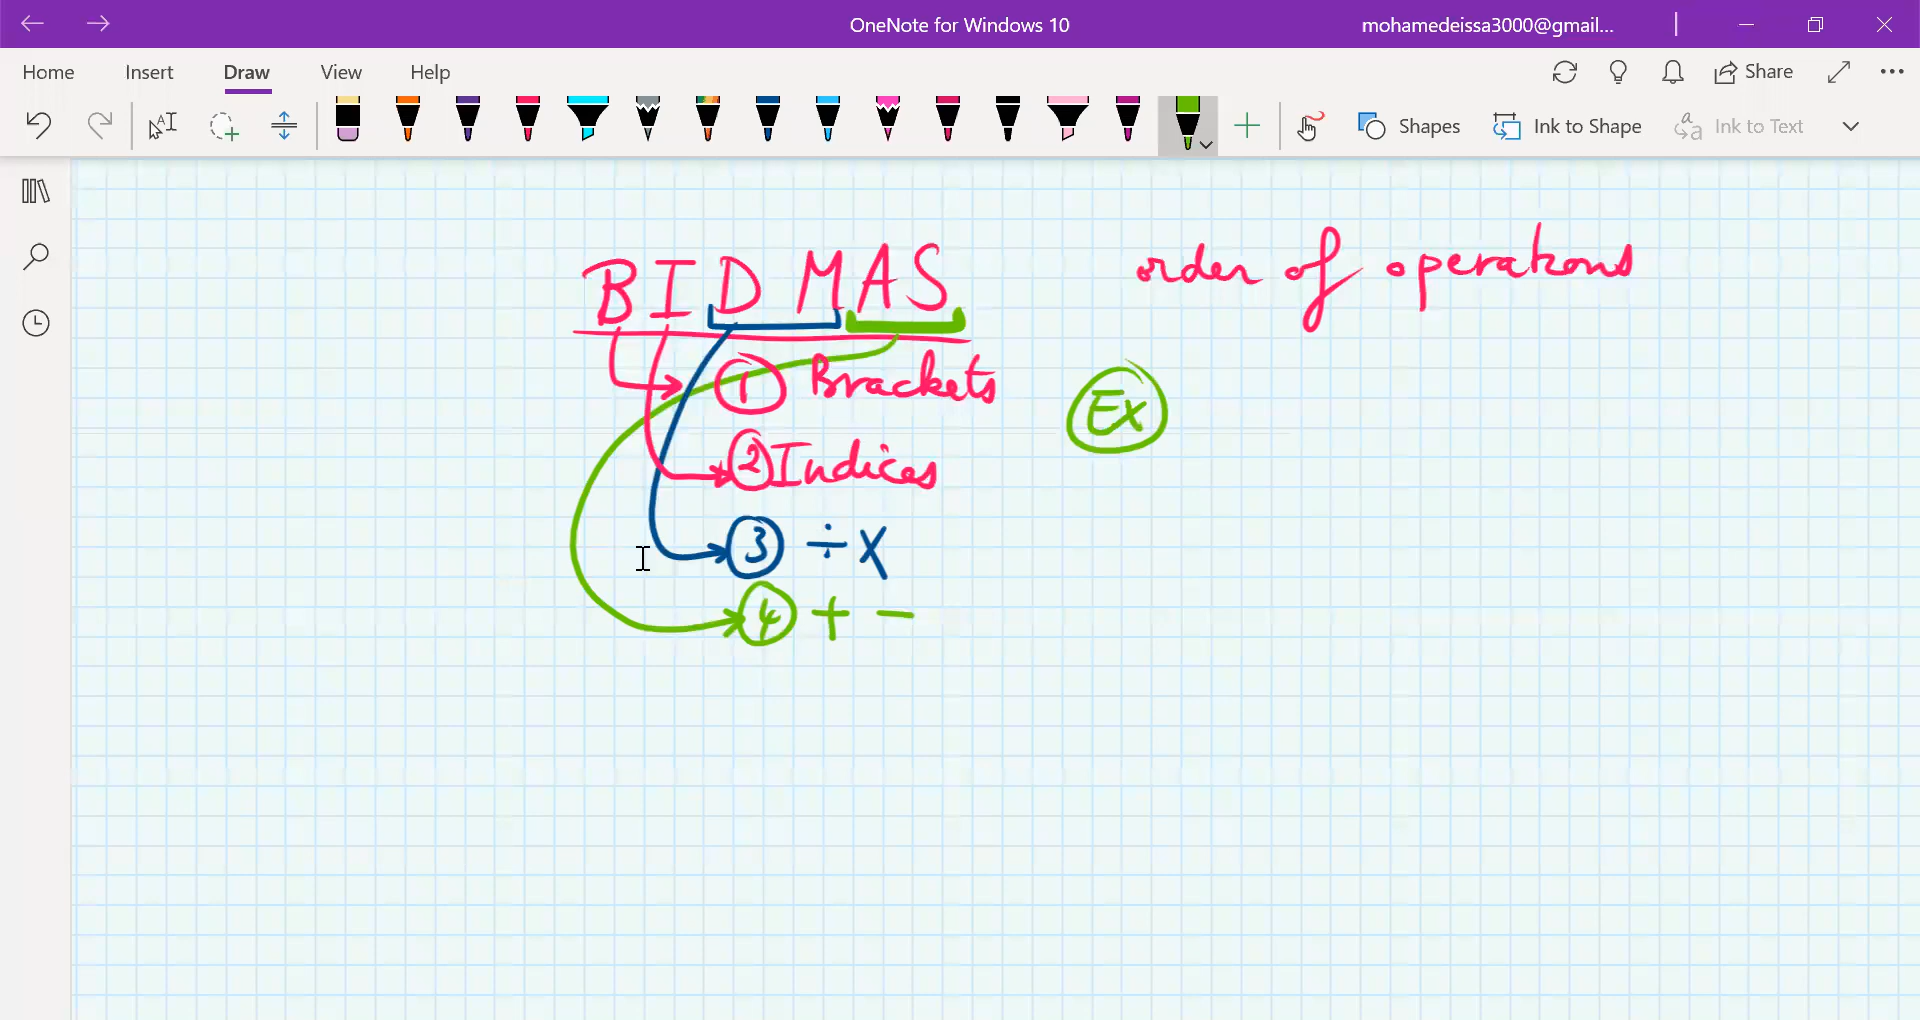 OneNote for Windows 10
mohamedeissa3000@gmail...
Home Insert Draw View Help
Share
Shapes Ink to Shape Ink to Text
BIDMAS
order of operations
① Brackets
Ex
② Indices
③ ÷ ×
④ + −